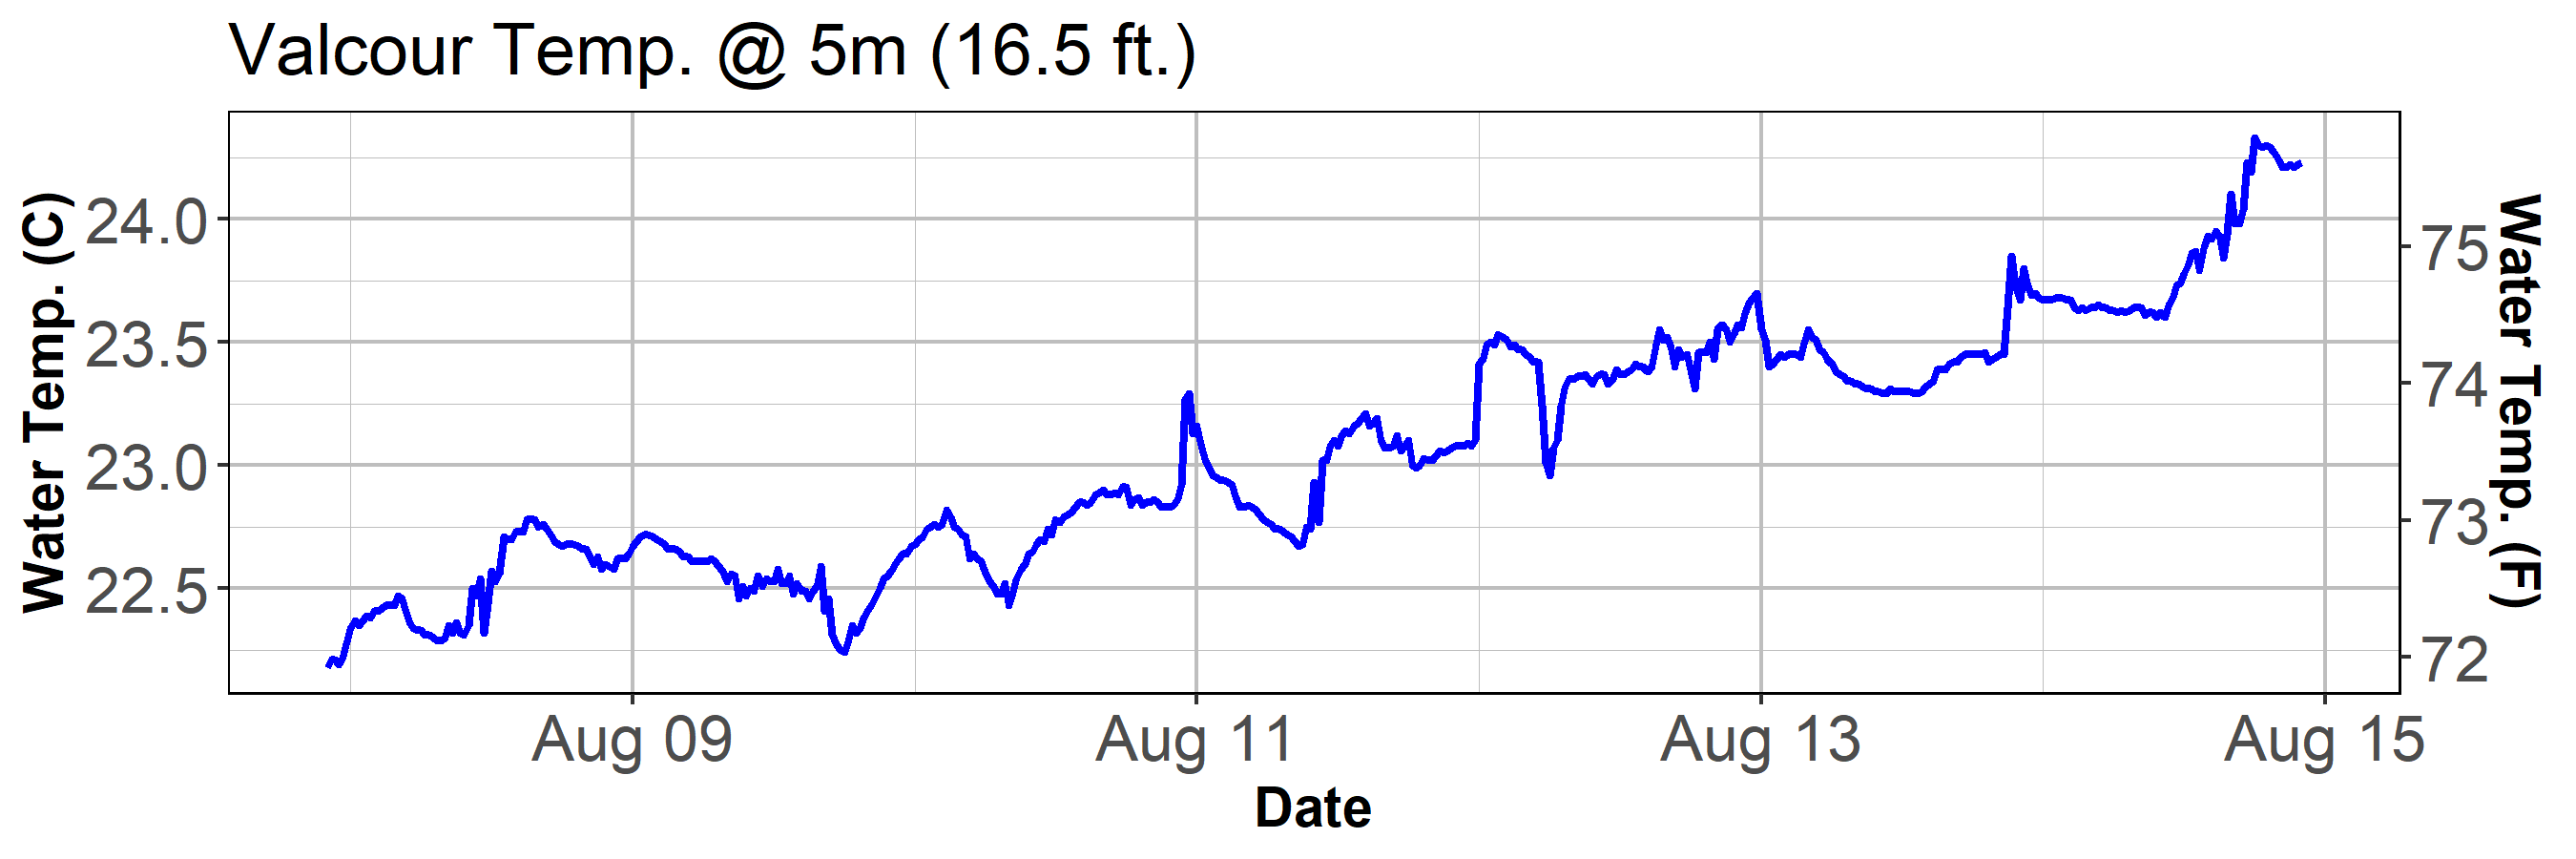 Valcour Temp. @ 5m (16.5 ft.)
Water Temp. (C)
24.0
23.5
23.0
22.5
75
74
73
72
Water Temp. (F)
Aug 09 Aug 11 Aug 13 Aug 15
Date